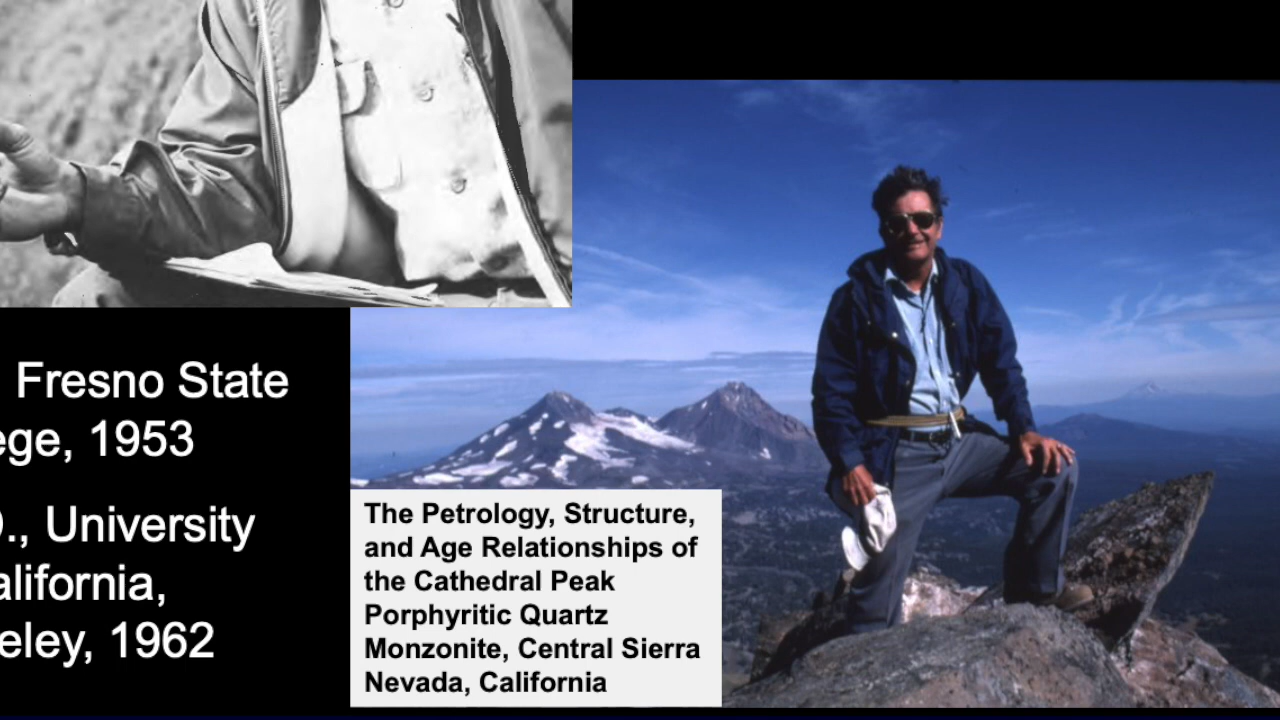 Fresno State
ege, 1953
., University
alifornia,
eley, 1962
The Petrology, Structure,
and Age Relationships of
the Cathedral Peak
Porphyritic Quartz
Monzonite, Central Sierra
Nevada, California